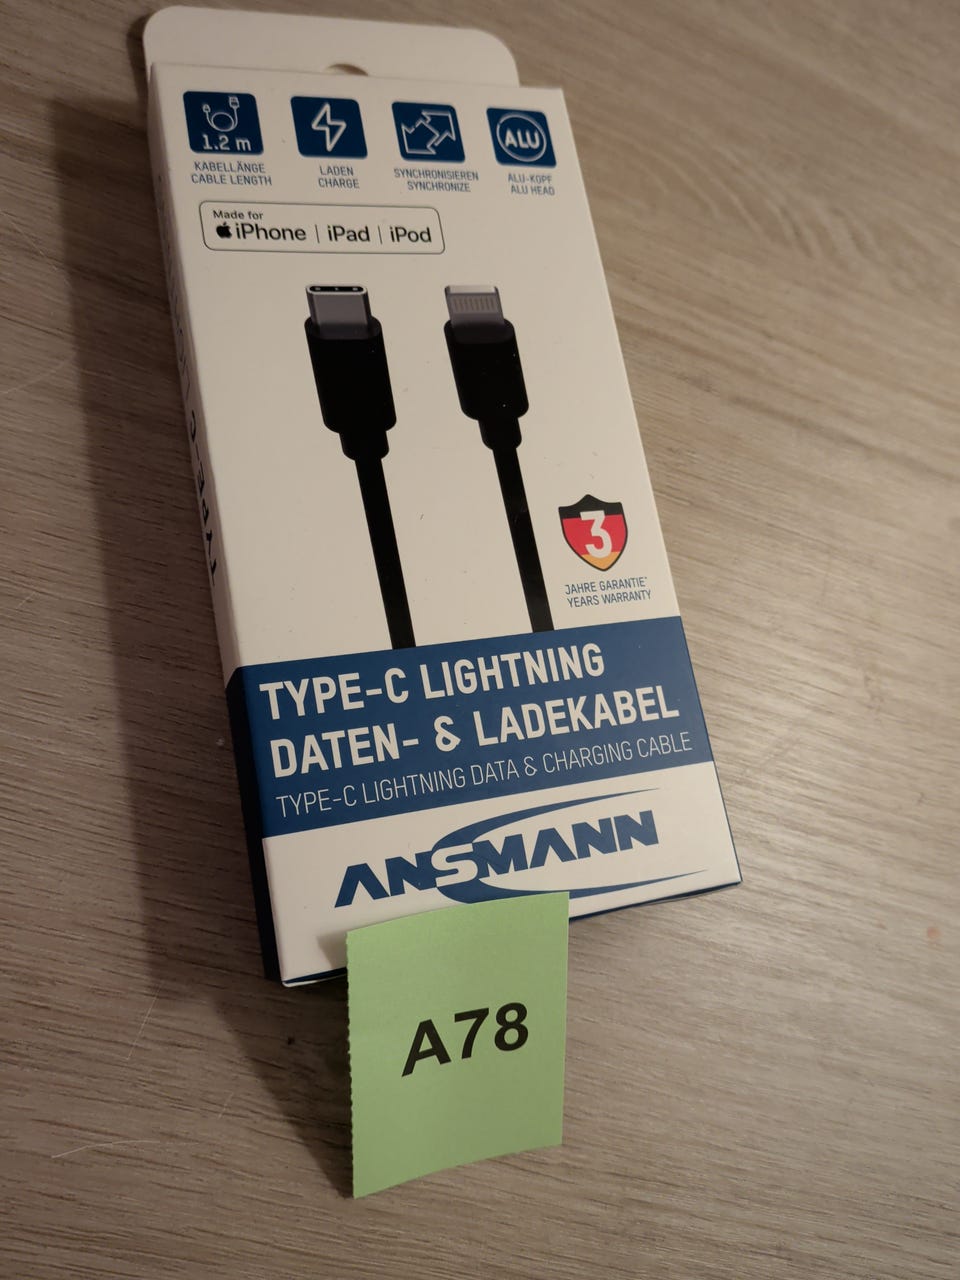 1.2 m
KABELLÄNGE
CABLE LENGTH
LADEN
CHARGE
SYNCHRONISIEREN
SYNCHRONIZE
ALU
ALU-KOPF
ALU HEAD
Made for
iPhone | iPad | iPod
3
JAHRE GARANTIE*
YEARS WARRANTY
TYPE-C LIGHTNING
DATEN- & LADEKABEL
TYPE-C LIGHTNING DATA & CHARGING CABLE
ANSMANN
TYPE-C
A78